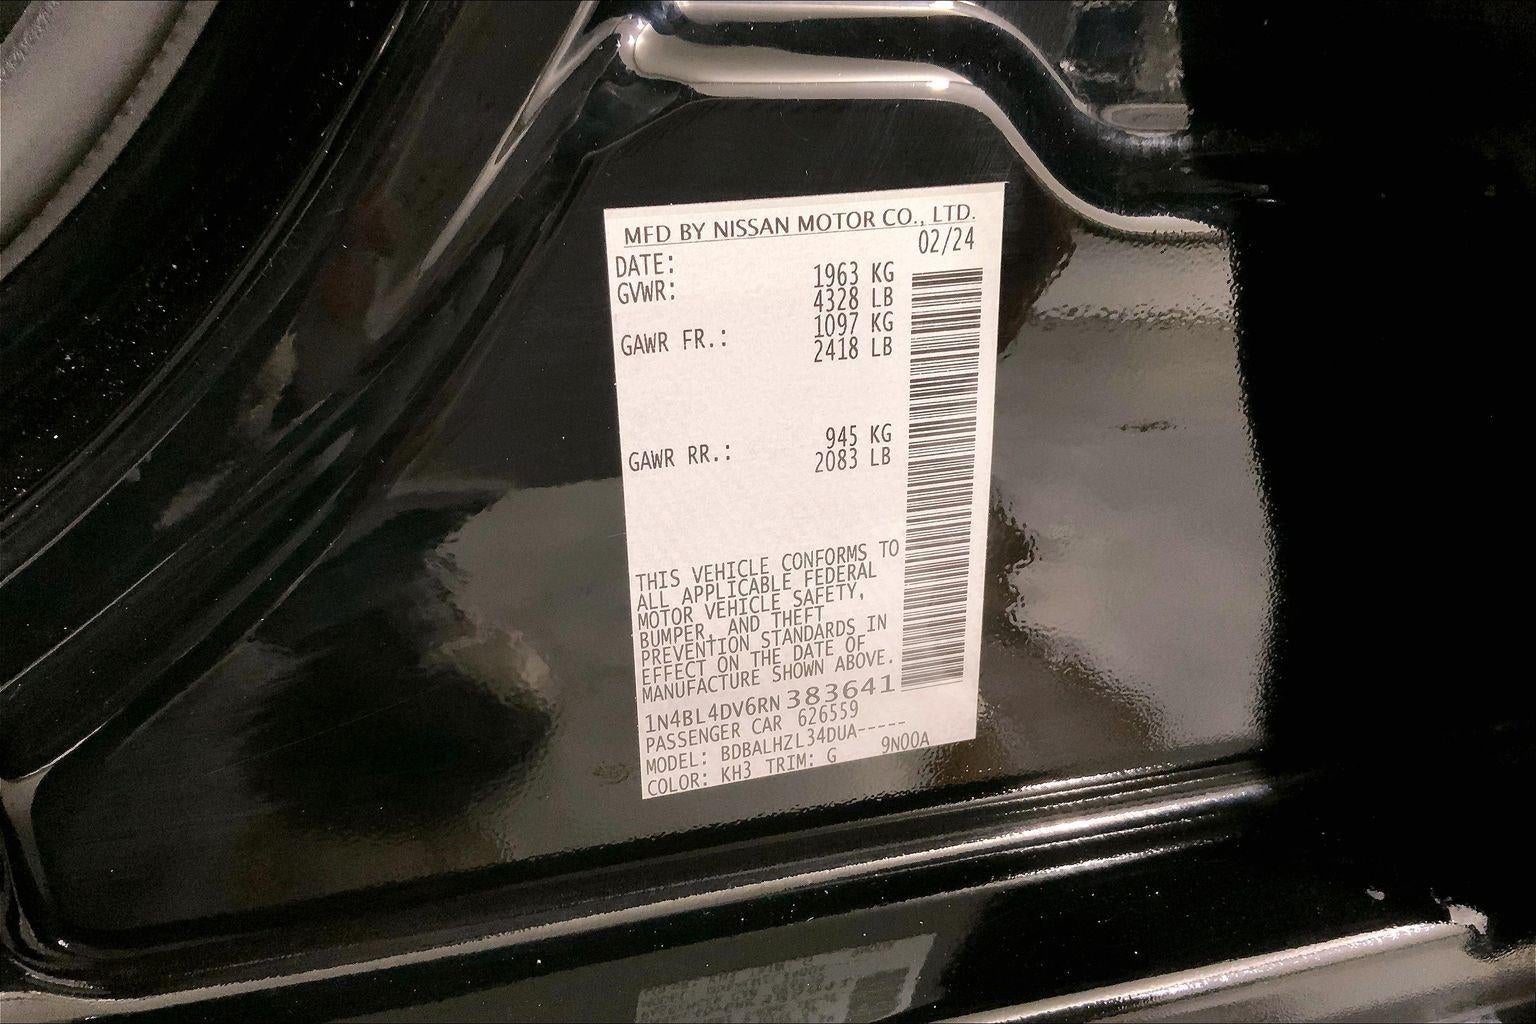 MFD BY NISSAN MOTOR CO., LTD.
DATE: 02/24
GVWR: 1963 KG
4328 LB
GAWR FR.: 1097 KG
2418 LB
GAWR RR.: 945 KG
2083 LB
THIS VEHICLE CONFORMS TO
ALL APPLICABLE FEDERAL
MOTOR VEHICLE SAFETY,
BUMPER, AND THEFT
PREVENTION STANDARDS IN
EFFECT ON THE DATE OF
MANUFACTURE SHOWN ABOVE.
1N4BL4DV6RN383641
PASSENGER CAR 626559
MODEL: BDBALHZL34DUA-----
COLOR: KH3 TRIM: G 9N00A